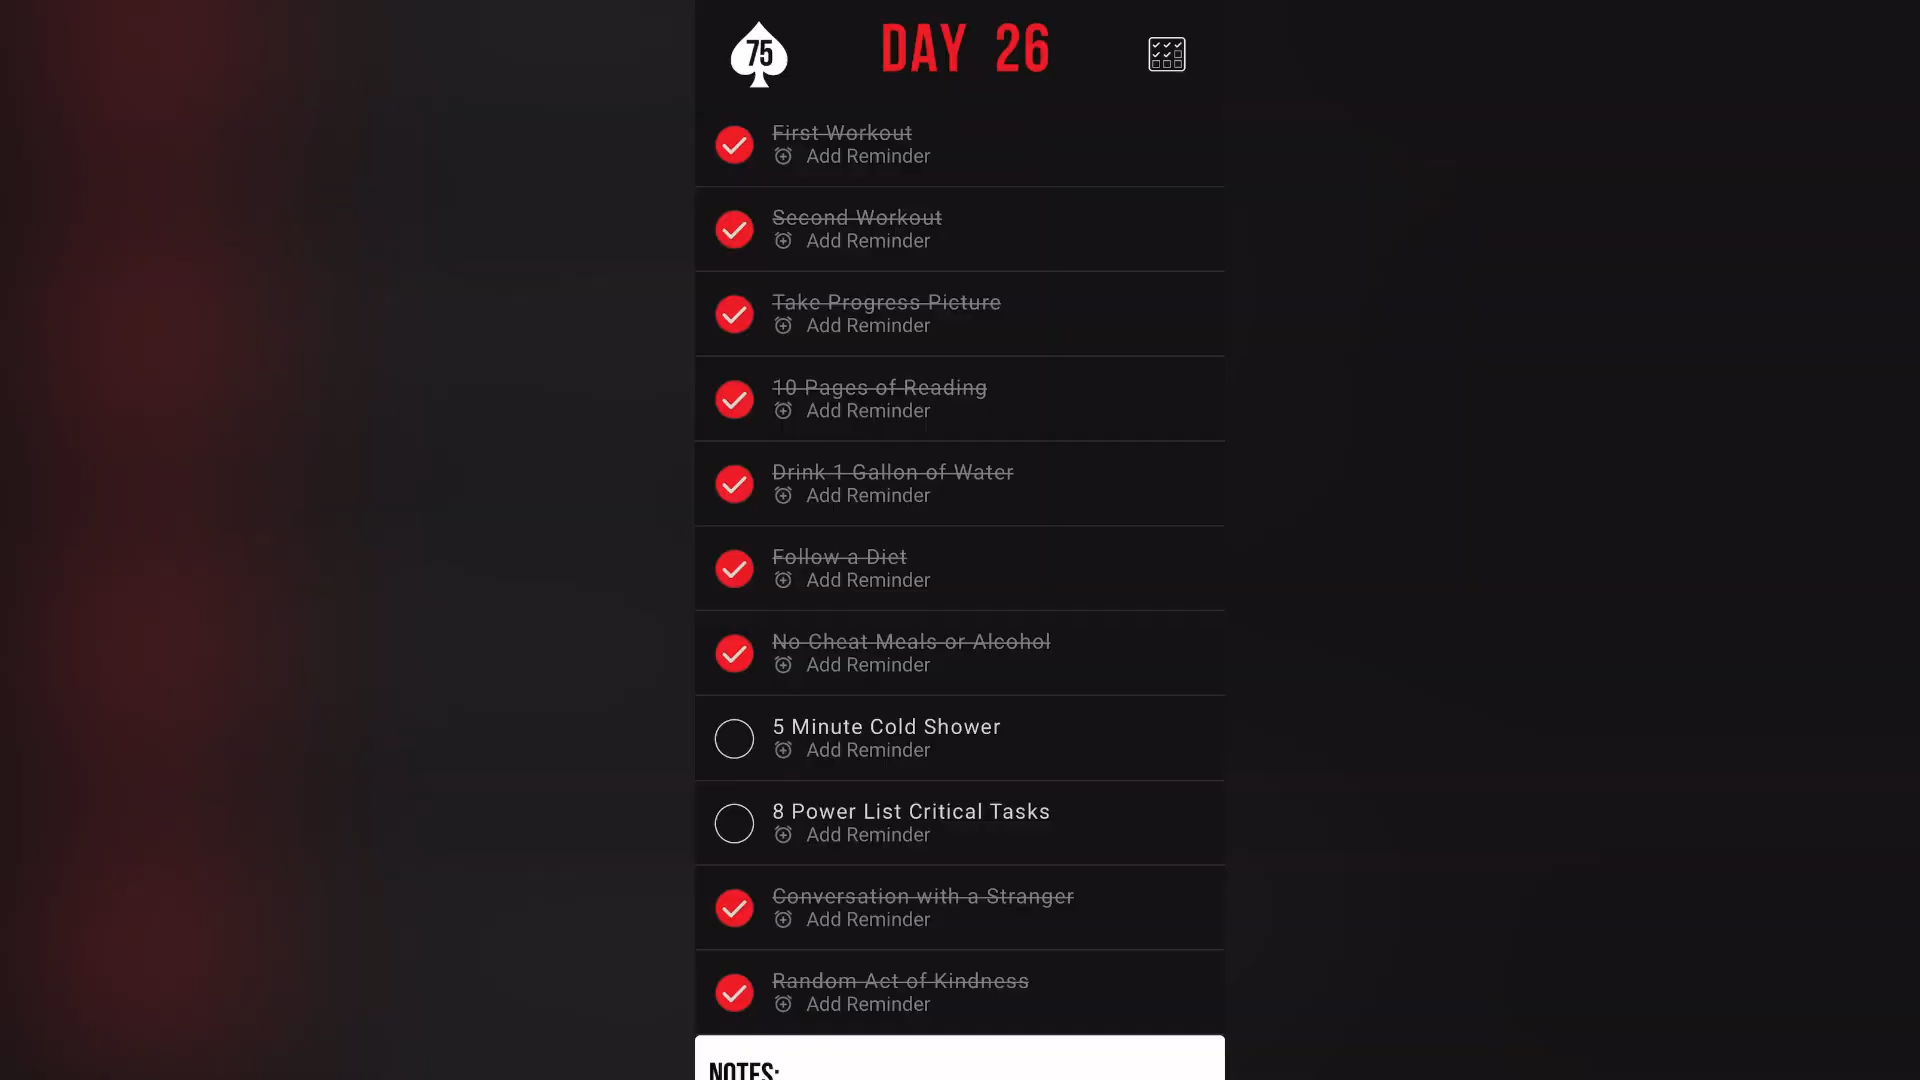 75
DAY 26
First Workout
Add Reminder
Second Workout
Add Reminder
Take Progress Picture
Add Reminder
10 Pages of Reading
Add Reminder
Drink 1 Gallon of Water
Add Reminder
Follow a Diet
Add Reminder
No Cheat Meals or Alcohol
Add Reminder
5 Minute Cold Shower
Add Reminder
8 Power List Critical Tasks
Add Reminder
Conversation with a Stranger
Add Reminder
Random Act of Kindness
Add Reminder
NOTES: